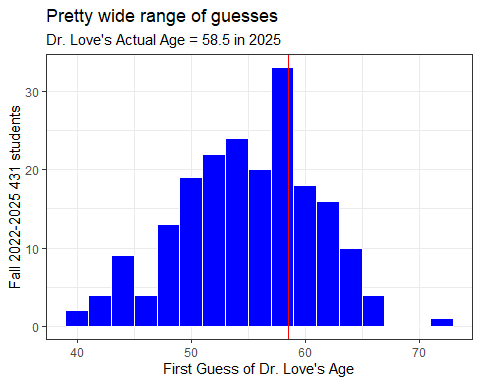 Pretty wide range of guesses
Dr. Love's Actual Age = 58.5 in 2025
Fall 2022-2025 431 students
30
20
10
0
40
50
60
70
First Guess of Dr. Love's Age